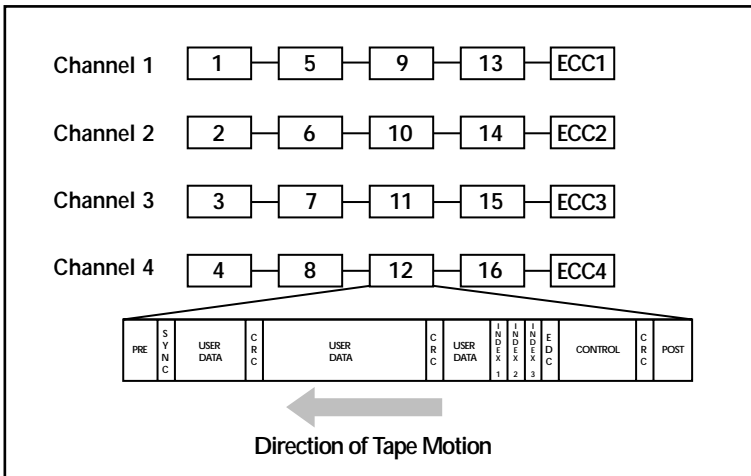 Channel 1 1 5 9 13 ECC1
Channel 2 2 6 10 14 ECC2
Channel 3 3 7 11 15 ECC3
Channel 4 4 8 12 16 ECC4
PRE SYNC USER DATA CRC USER DATA CRC USER DATA INDEX 1 INDEX 2 INDEX 3 EDC CONTROL CRC POST
Direction of Tape Motion